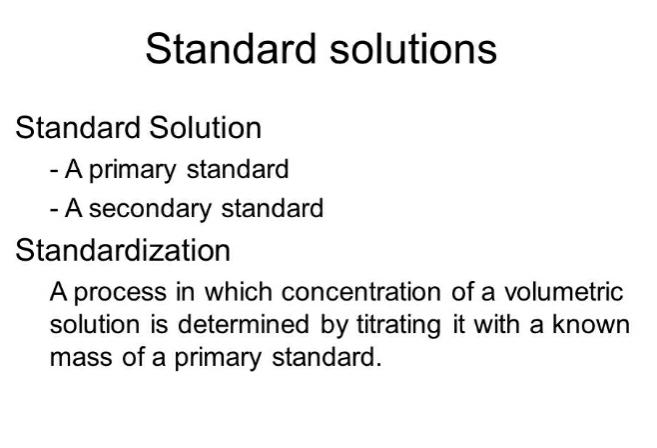 Standard solutions
Standard Solution
- A primary standard
- A secondary standard
Standardization
A process in which concentration of a volumetric
solution is determined by titrating it with a known
mass of a primary standard.